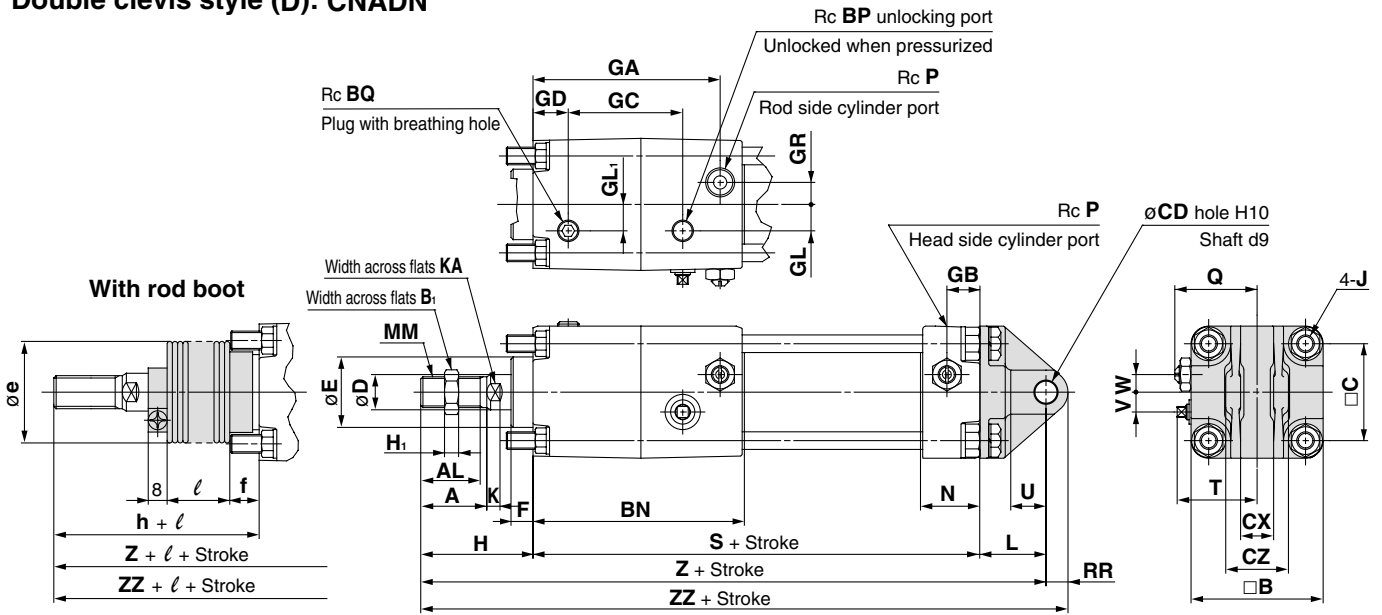 Double clevis style (D): CNADN
Rc BP unlocking port
Unlocked when pressurized
GA
Rc P
Rod side cylinder port
Rc BQ
Plug with breathing hole
GD
GC
GR
GL1
GL
Rc P
Head side cylinder port
øCD hole H10
Shaft d9
GB
Q
4-J
With rod boot
Width across flats KA
Width across flats B1
MM
øe
øE
øD
V W
□C
H1
AL
A
K
F
BN
N
U
T
CX
8
ℓ
f
h + ℓ
H
S + Stroke
L
CZ
Z + ℓ + Stroke
Z + Stroke
RR
□B
ZZ + ℓ + Stroke
ZZ + Stroke